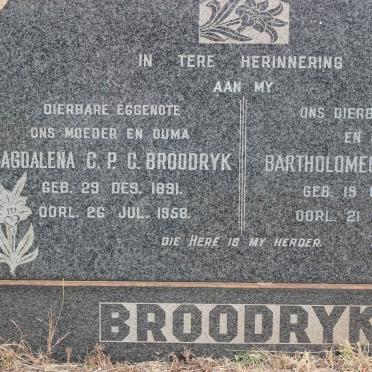 IN TERE HERINNERING
AAN MY
DIERBARE EGGENOTE
ONS MOEDER EN OUMA
AGDALENA C. P. C. BROODRYK
GEB. 29 DES. 1891.
OORL. 26 JUL. 1958.
ONS DIERB
EN
BARTHOLOME
GEB. 19
OORL. 21
DIE HERE IS MY HERDER.
BROODRYK